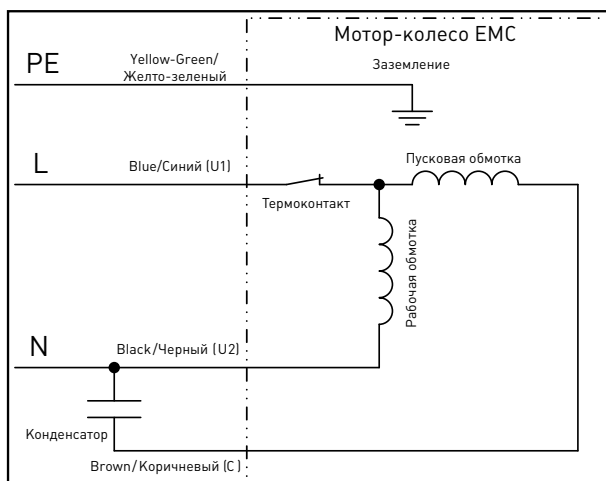 Мотор-колесо EMC
PE
Yellow-Green/
Желто-зеленый
Заземление
L
Blue/Синий (U1)
Пусковая обмотка
Термоконтакт
Рабочая обмотка
N
Black/Черный (U2)
Конденсатор
Brown/Коричневый (C)